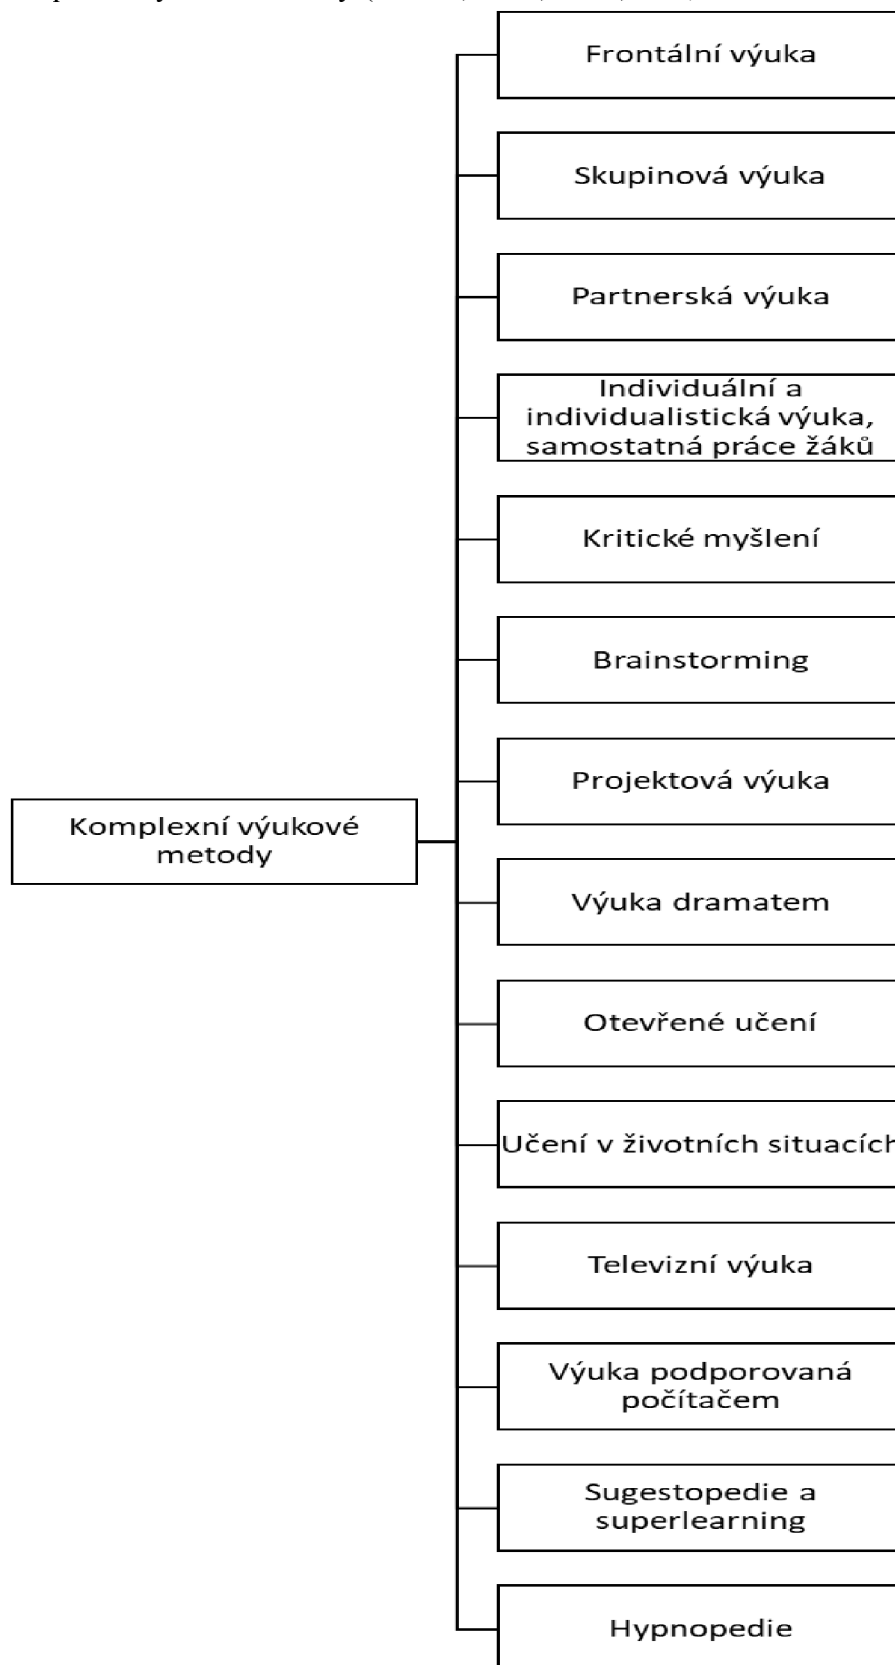 Frontální výuka
Skupinová výuka
Partnerská výuka
Individuální a
individualistická výuka,
samostatná práce žáků
Kritické myšlení
Brainstorming
Projektová výuka
Komplexní výukové
metody
Výuka dramatem
Otevřené učení
Učení v životních situacích
Televizní výuka
Výuka podporovaná
počítačem
Sugestopedie a
superlearning
Hypnopedie